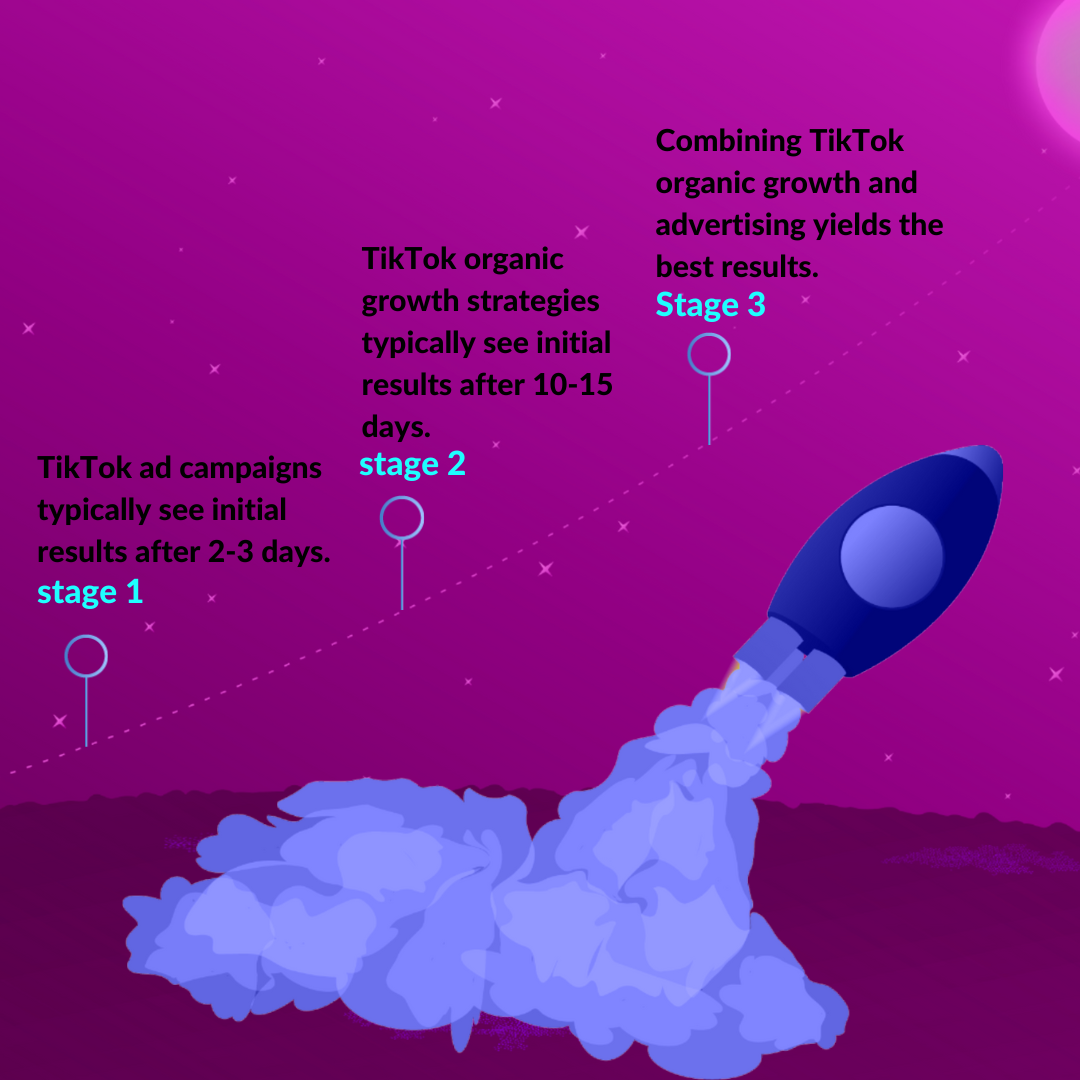 Combining TikTok
organic growth and
advertising yields the
best results.
Stage 3
TikTok organic
growth strategies
typically see initial
results after 10-15
days.
stage 2
TikTok ad campaigns
typically see initial
results after 2-3 days.
stage 1